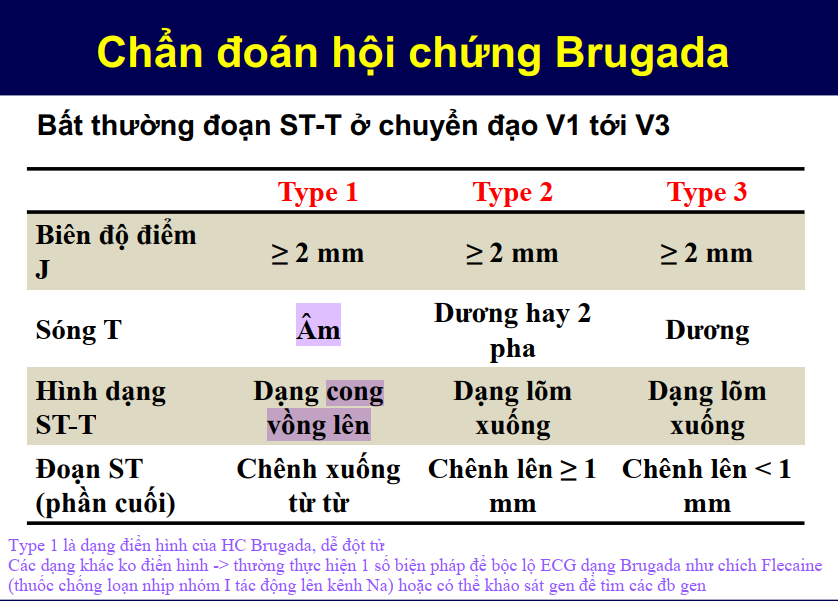 Chẩn đoán hội chứng Brugada
Bất thường đoạn ST-T ở chuyển đạo V1 tới V3
Type 1 Type 2 Type 3
Biên độ điểm J ≥ 2 mm ≥ 2 mm ≥ 2 mm
Sóng T Âm Dương hay 2 pha Dương
Hình dạng ST-T Dạng cong vồng lên Dạng lõm xuống Dạng lõm xuống
Đoạn ST (phần cuối) Chênh xuống từ từ Chênh lên ≥ 1 mm Chênh lên < 1 mm
Type 1 là dạng điển hình của HC Brugada, dễ đột tử
Các dạng khác ko điển hình -> thường thực hiện 1 số biện pháp để bộc lộ ECG dạng Brugada như chích Flecaine
(thuốc chống loạn nhịp nhóm I tác động lên kênh Na) hoặc có thể khảo sát gen để tìm các đb gen